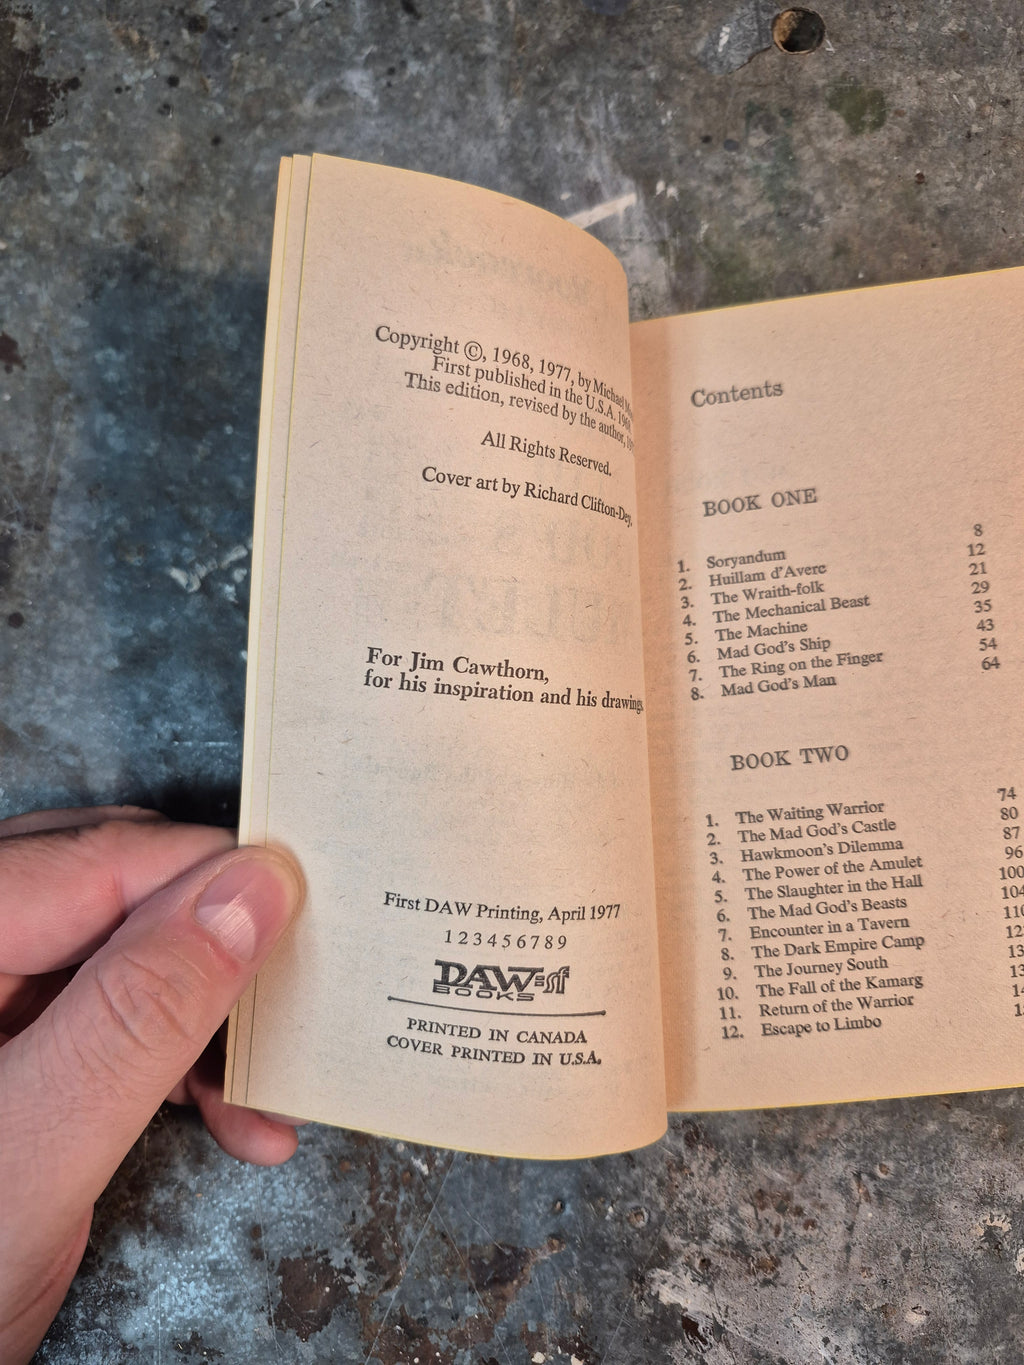 Copyright ©, 1968, 1977, by Michael
First published in the U.S.A.
This edition, revised by the author,
All Rights Reserved.
Cover art by Richard Clifton-Dey.
For Jim Cawthorn,
for his inspiration and his drawings
First DAW Printing, April 1977
1 2 3 4 5 6 7 8 9
DAW=sf
BOOKS
PRINTED IN CANADA
COVER PRINTED IN U.S.A.
Contents
BOOK ONE
1. Soryandum 8
2. Huillam d'Averc 12
3. The Wraith-folk 21
4. The Mechanical Beast 29
5. The Machine 35
6. Mad God's Ship 43
7. The Ring on the Finger 54
8. Mad God's Man 64
BOOK TWO
1. The Waiting Warrior 74
2. The Mad God's Castle 80
3. Hawkmoon's Dilemma 87
4. The Power of the Amulet 96
5. The Slaughter in the Hall 100
6. The Mad God's Beasts 104
7. Encounter in a Tavern
8. The Dark Empire Camp
9. The Journey South
10. The Fall of the Kamarg
11. Return of the Warrior
12. Escape to Limbo